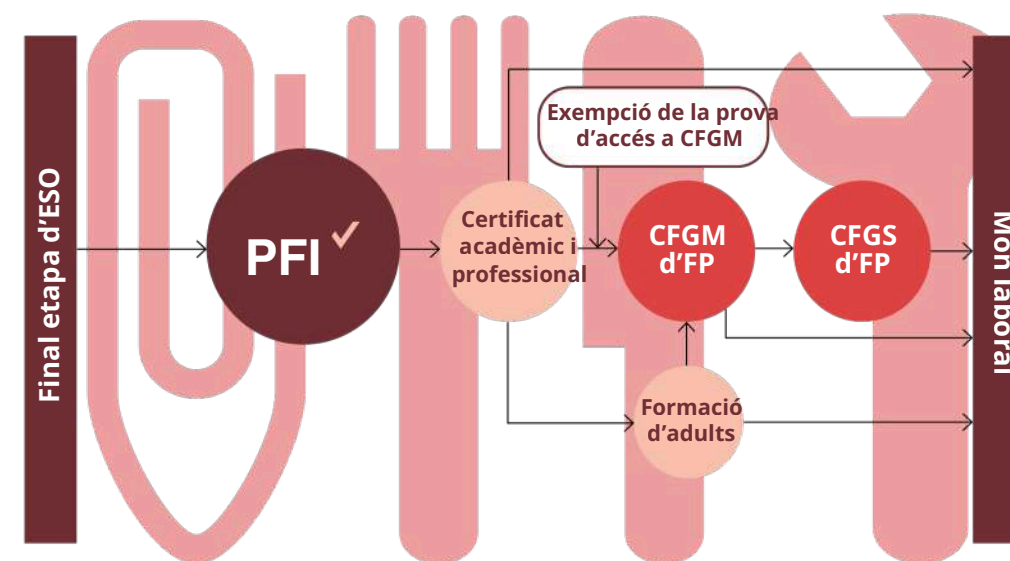 Final etapa d’ESO
PFI
Certificat
acadèmic i
professional
Exempció de la prova
d’accés a CFGM
CFGM
d’FP
CFGS
d’FP
Formació
d’adults
Món laboral